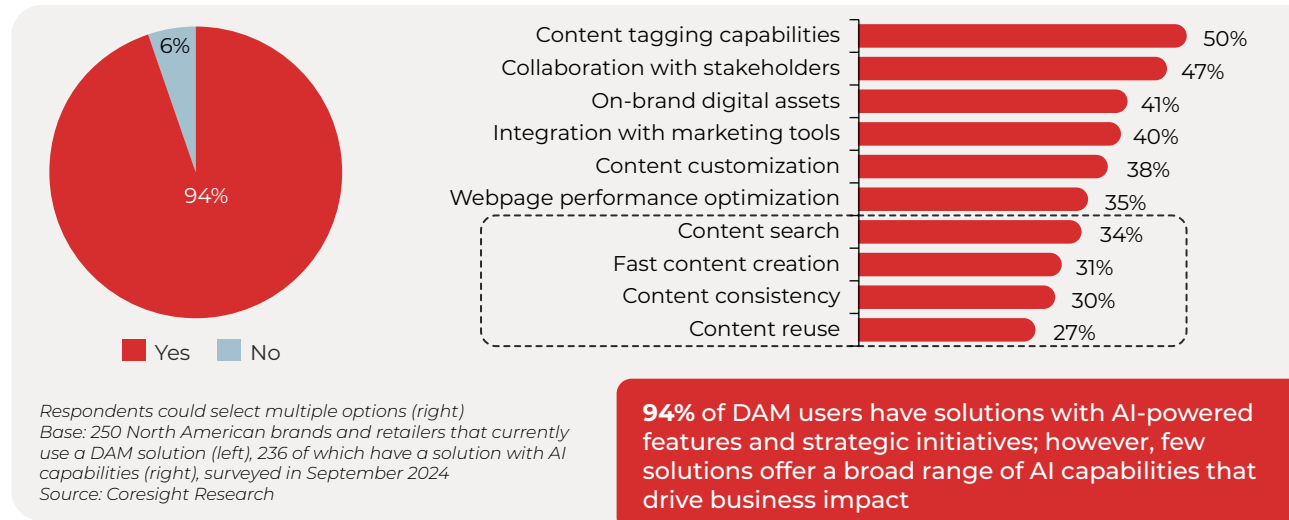 6%
94%
Yes
No
Content tagging capabilities 50%
Collaboration with stakeholders 47%
On-brand digital assets 41%
Integration with marketing tools 40%
Content customization 38%
Webpage performance optimization 35%
Content search 34%
Fast content creation 31%
Content consistency 30%
Content reuse 27%
Respondents could select multiple options (right)
Base: 250 North American brands and retailers that currently
use a DAM solution (left), 236 of which have a solution with AI
capabilities (right), surveyed in September 2024
Source: Coresight Research
94% of DAM users have solutions with AI-powered
features and strategic initiatives; however, few
solutions offer a broad range of AI capabilities that
drive business impact